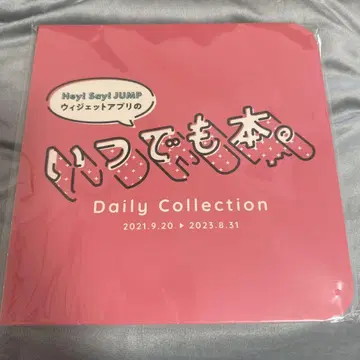 Hey! Say! JUMP
ウィジェットアプリの
いつでも本。
Daily Collection
2021.9.20 ▶ 2023.8.31